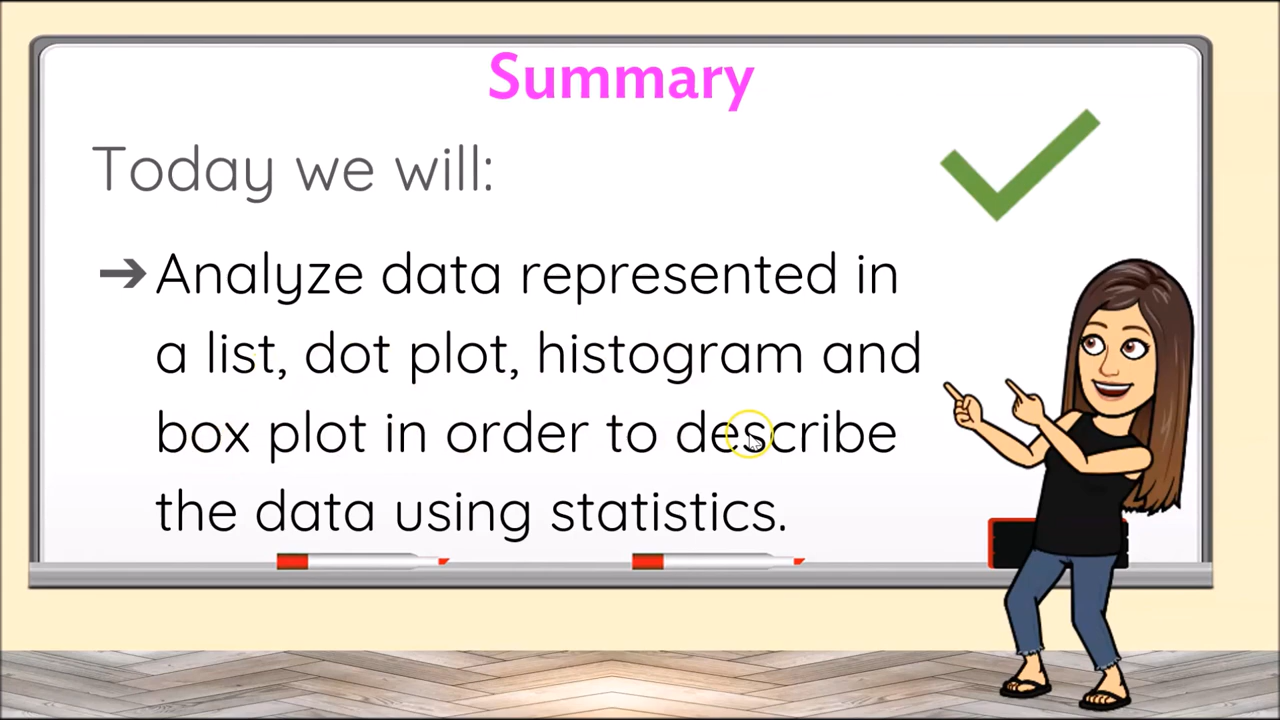 Summary
Today we will:
➔ Analyze data represented in
a list, dot plot, histogram and
box plot in order to describe
the data using statistics.